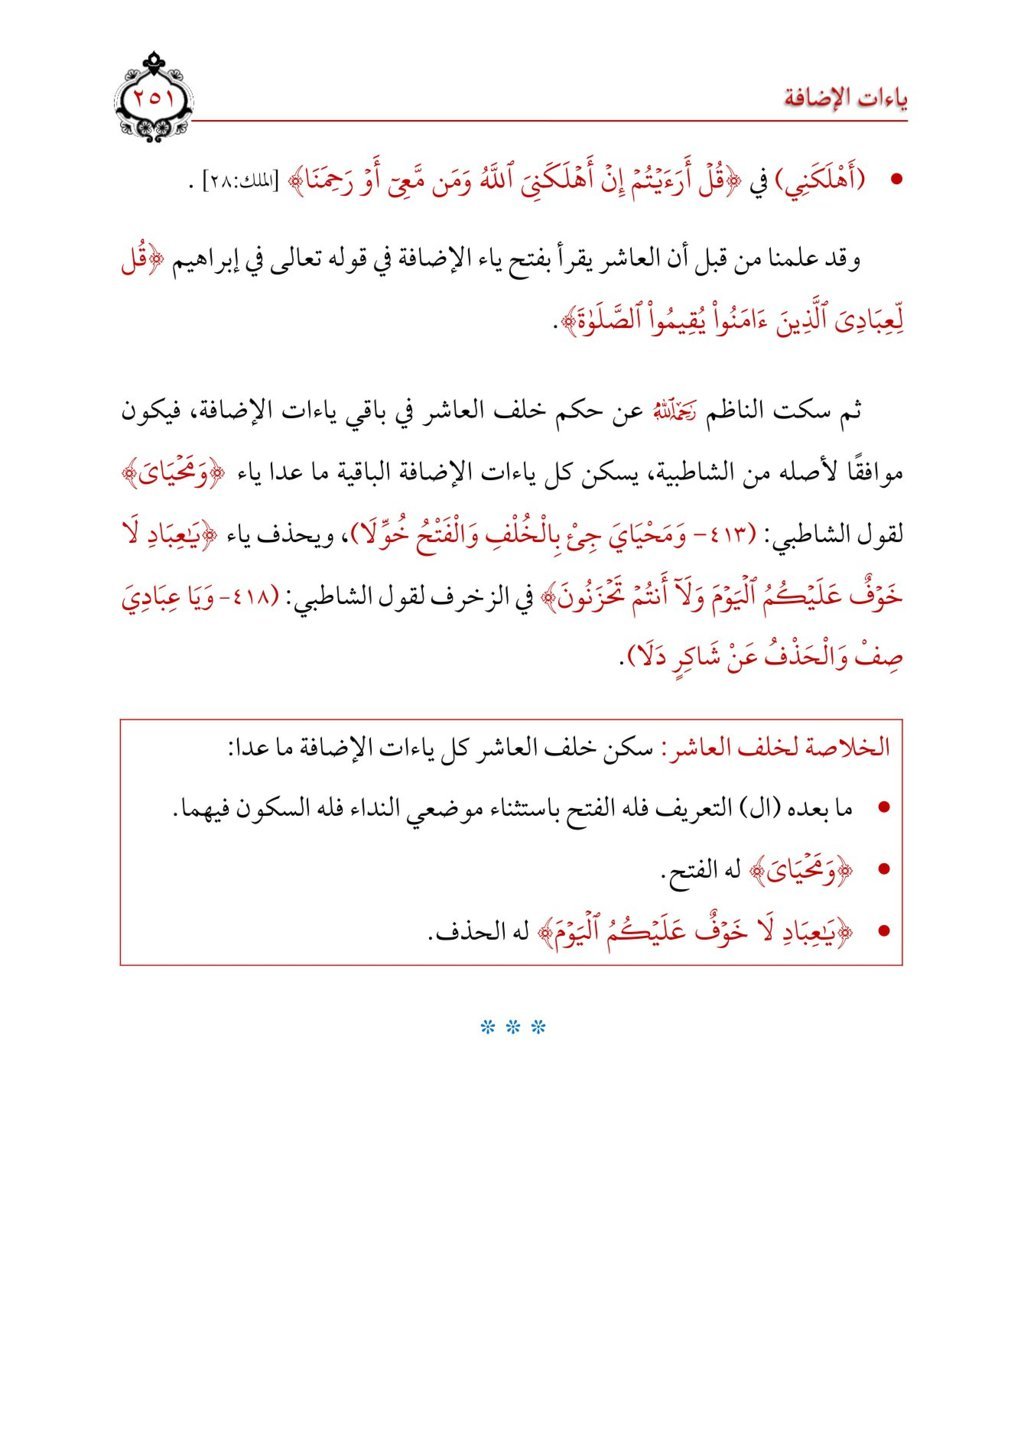 ياءات الإضافة
٢٥١
• (أَهْلَكَنِي) في ﴿قُلْ أَرَءَيْتُمْ إِنْ أَهْلَكَنِىَ ٱللَّهُ وَمَن مَّعِىَ أَوْ رَحِمَنَا﴾ [الملك:٢٨] .
وقد علمنا من قبل أن العاشر يقرأ بفتح ياء الإضافة في قوله تعالى في إبراهيم ﴿قُل
لِّعِبَادِىَ ٱلَّذِينَ ءَامَنُواْ يُقِيمُواْ ٱلصَّلَوٰةَ﴾.
ثم سكت الناظم رَحِمَهُ ٱللَّهُ عن حكم خلف العاشر في باقي ياءات الإضافة، فيكون
موافقًا لأصله من الشاطبية، يسكن كل ياءات الإضافة الباقية ما عدا ياء ﴿وَمَحْيَاىَ﴾
لقول الشاطبي: (٤١٣- وَمَحْيَايَ جِئْ بِالْخُلْفِ وَالْفَتْحُ خُوِّلَا)، ويحذف ياء ﴿يَٰعِبَادِ لَا
خَوْفٌ عَلَيْكُمُ ٱلْيَوْمَ وَلَآ أَنتُمْ تَحْزَنُونَ﴾ في الزخرف لقول الشاطبي: (٤١٨- وَيَا عِبَادِيَ
صِفْ وَالْحَذْفُ عَنْ شَاكِرٍ دَلَا).
الخلاصة لخلف العاشر: سكن خلف العاشر كل ياءات الإضافة ما عدا:
• ما بعده (ال) التعريف فله الفتح باستثناء موضعي النداء فله السكون فيهما.
• ﴿وَمَحْيَاىَ﴾ له الفتح.
• ﴿يَٰعِبَادِ لَا خَوْفٌ عَلَيْكُمُ ٱلْيَوْمَ﴾ له الحذف.
* * *